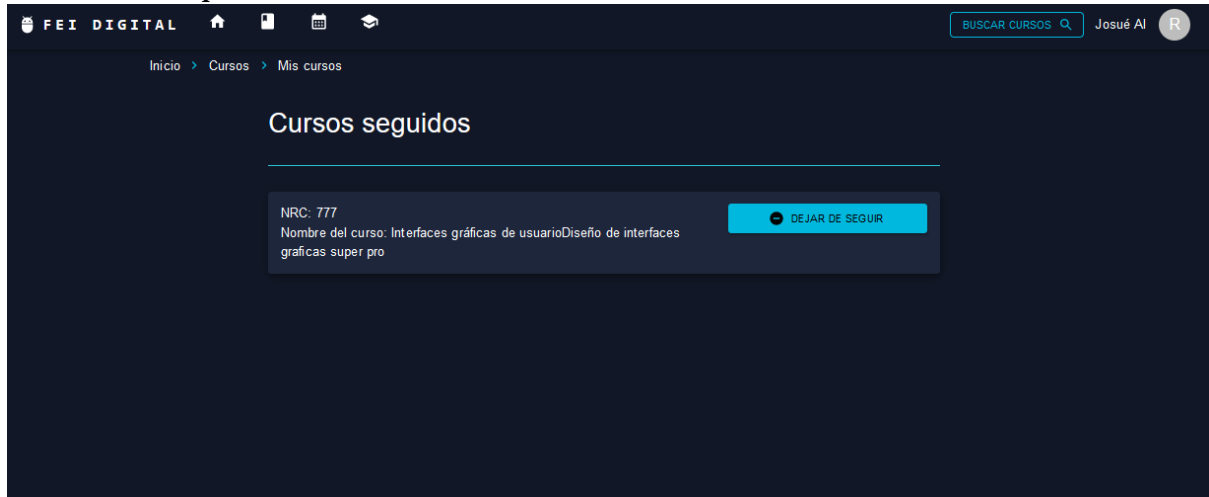 FEI DIGITAL
BUSCAR CURSOS
Josué Al
R
Inicio > Cursos > Mis cursos
Cursos seguidos
NRC: 777
DEJAR DE SEGUIR
Nombre del curso: Interfaces gráficas de usuarioDiseño de interfaces
graficas super pro